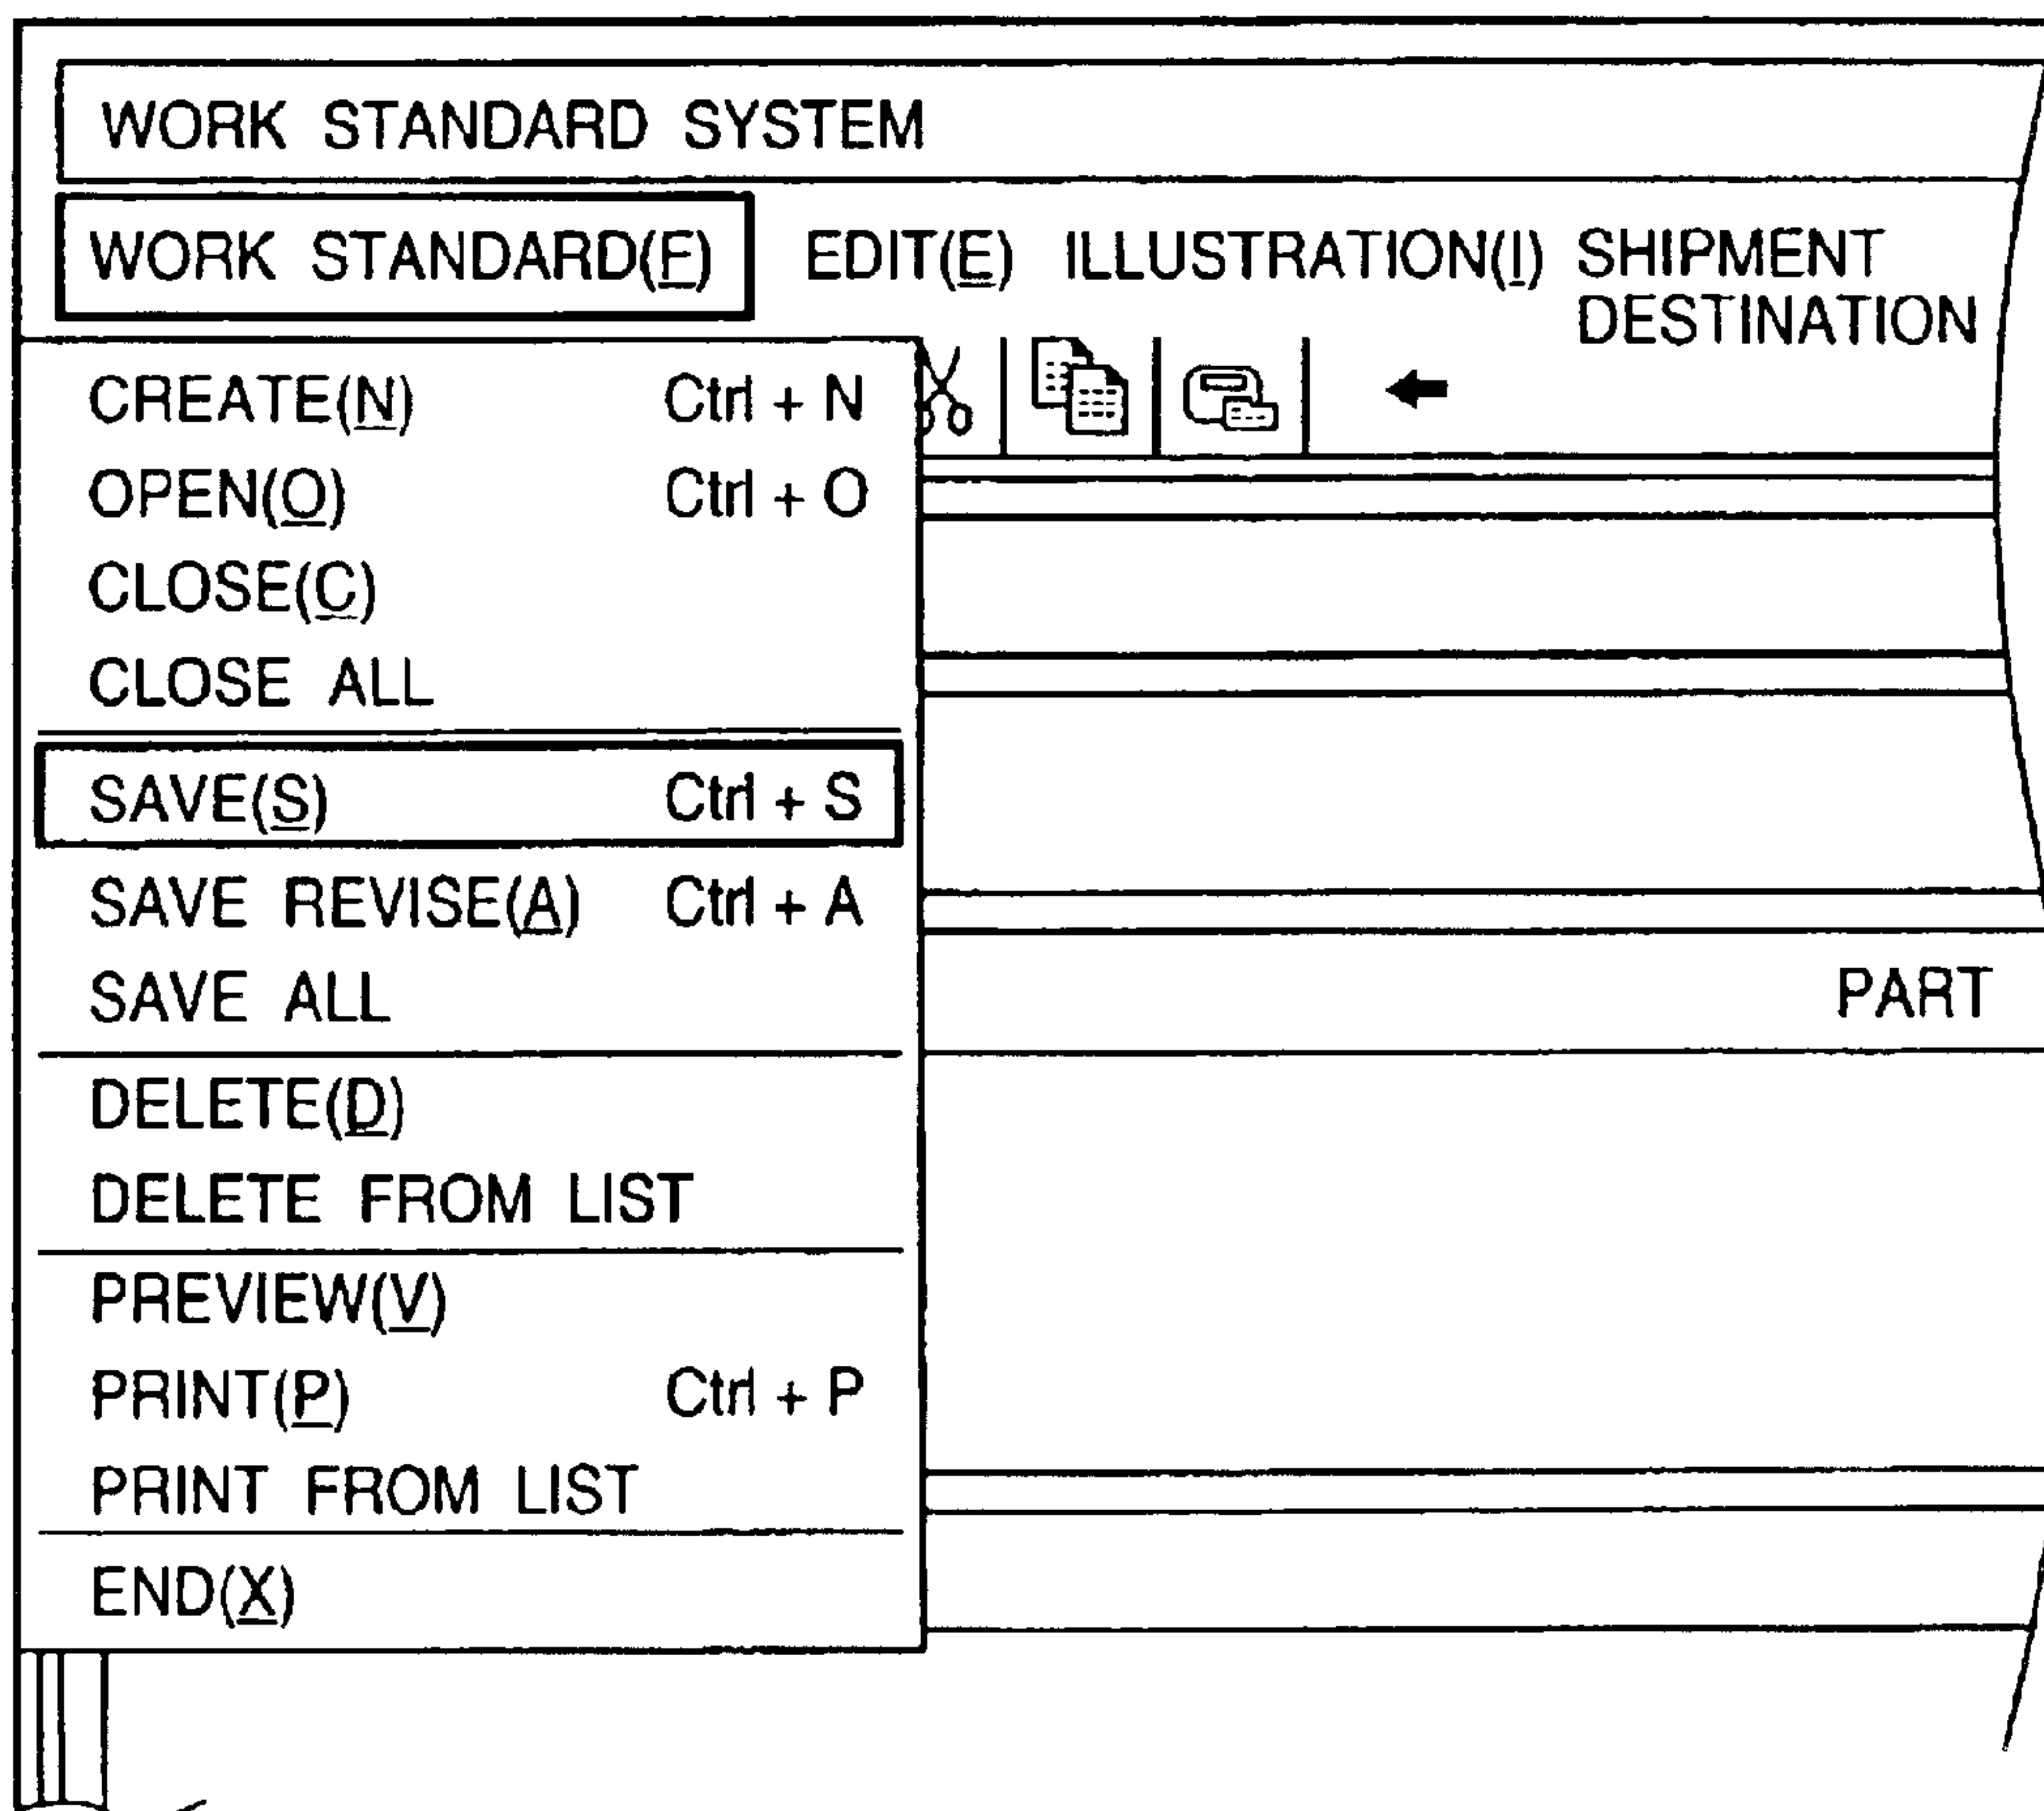 WORK STANDARD SYSTEM
WORK STANDARD(F) EDIT(E) ILLUSTRATION(I) SHIPMENT
DESTINATION
CREATE(N) Ctrl + N
OPEN(O) Ctrl + O
CLOSE(C)
CLOSE ALL
SAVE(S) Ctrl + S
SAVE REVISE(A) Ctrl + A
SAVE ALL
PART
DELETE(D)
DELETE FROM LIST
PREVIEW(V)
PRINT(P) Ctrl + P
PRINT FROM LIST
END(X)